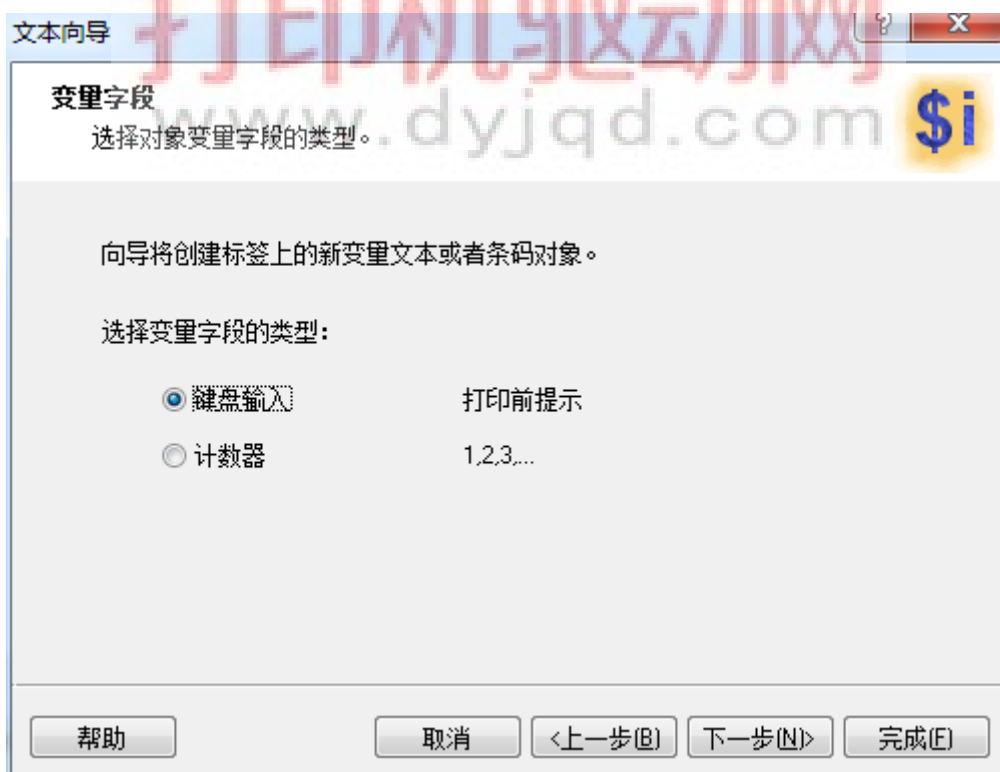 打印机驱动网
文本向导
www.dyjqd.com
变量字段
选择对象变量字段的类型。
$i
向导将创建标签上的新变量文本或者条码对象。
选择变量字段的类型:
键盘输入 打印前提示
计数器 1,2,3,...
帮助 取消 <上一步(B) 下一步(N)> 完成(F)